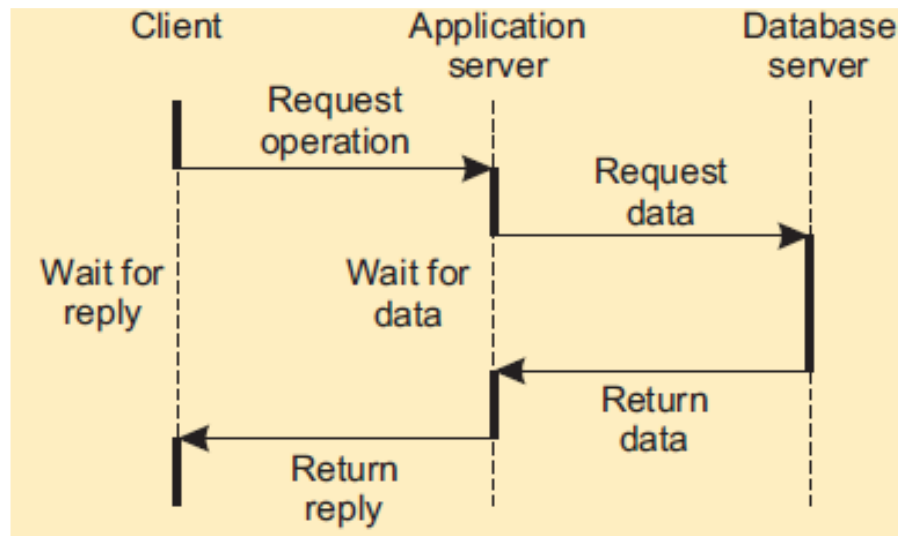 Client
Application
server
Database
server
Request
operation
Request
data
Wait for
reply
Wait for
data
Return
data
Return
reply